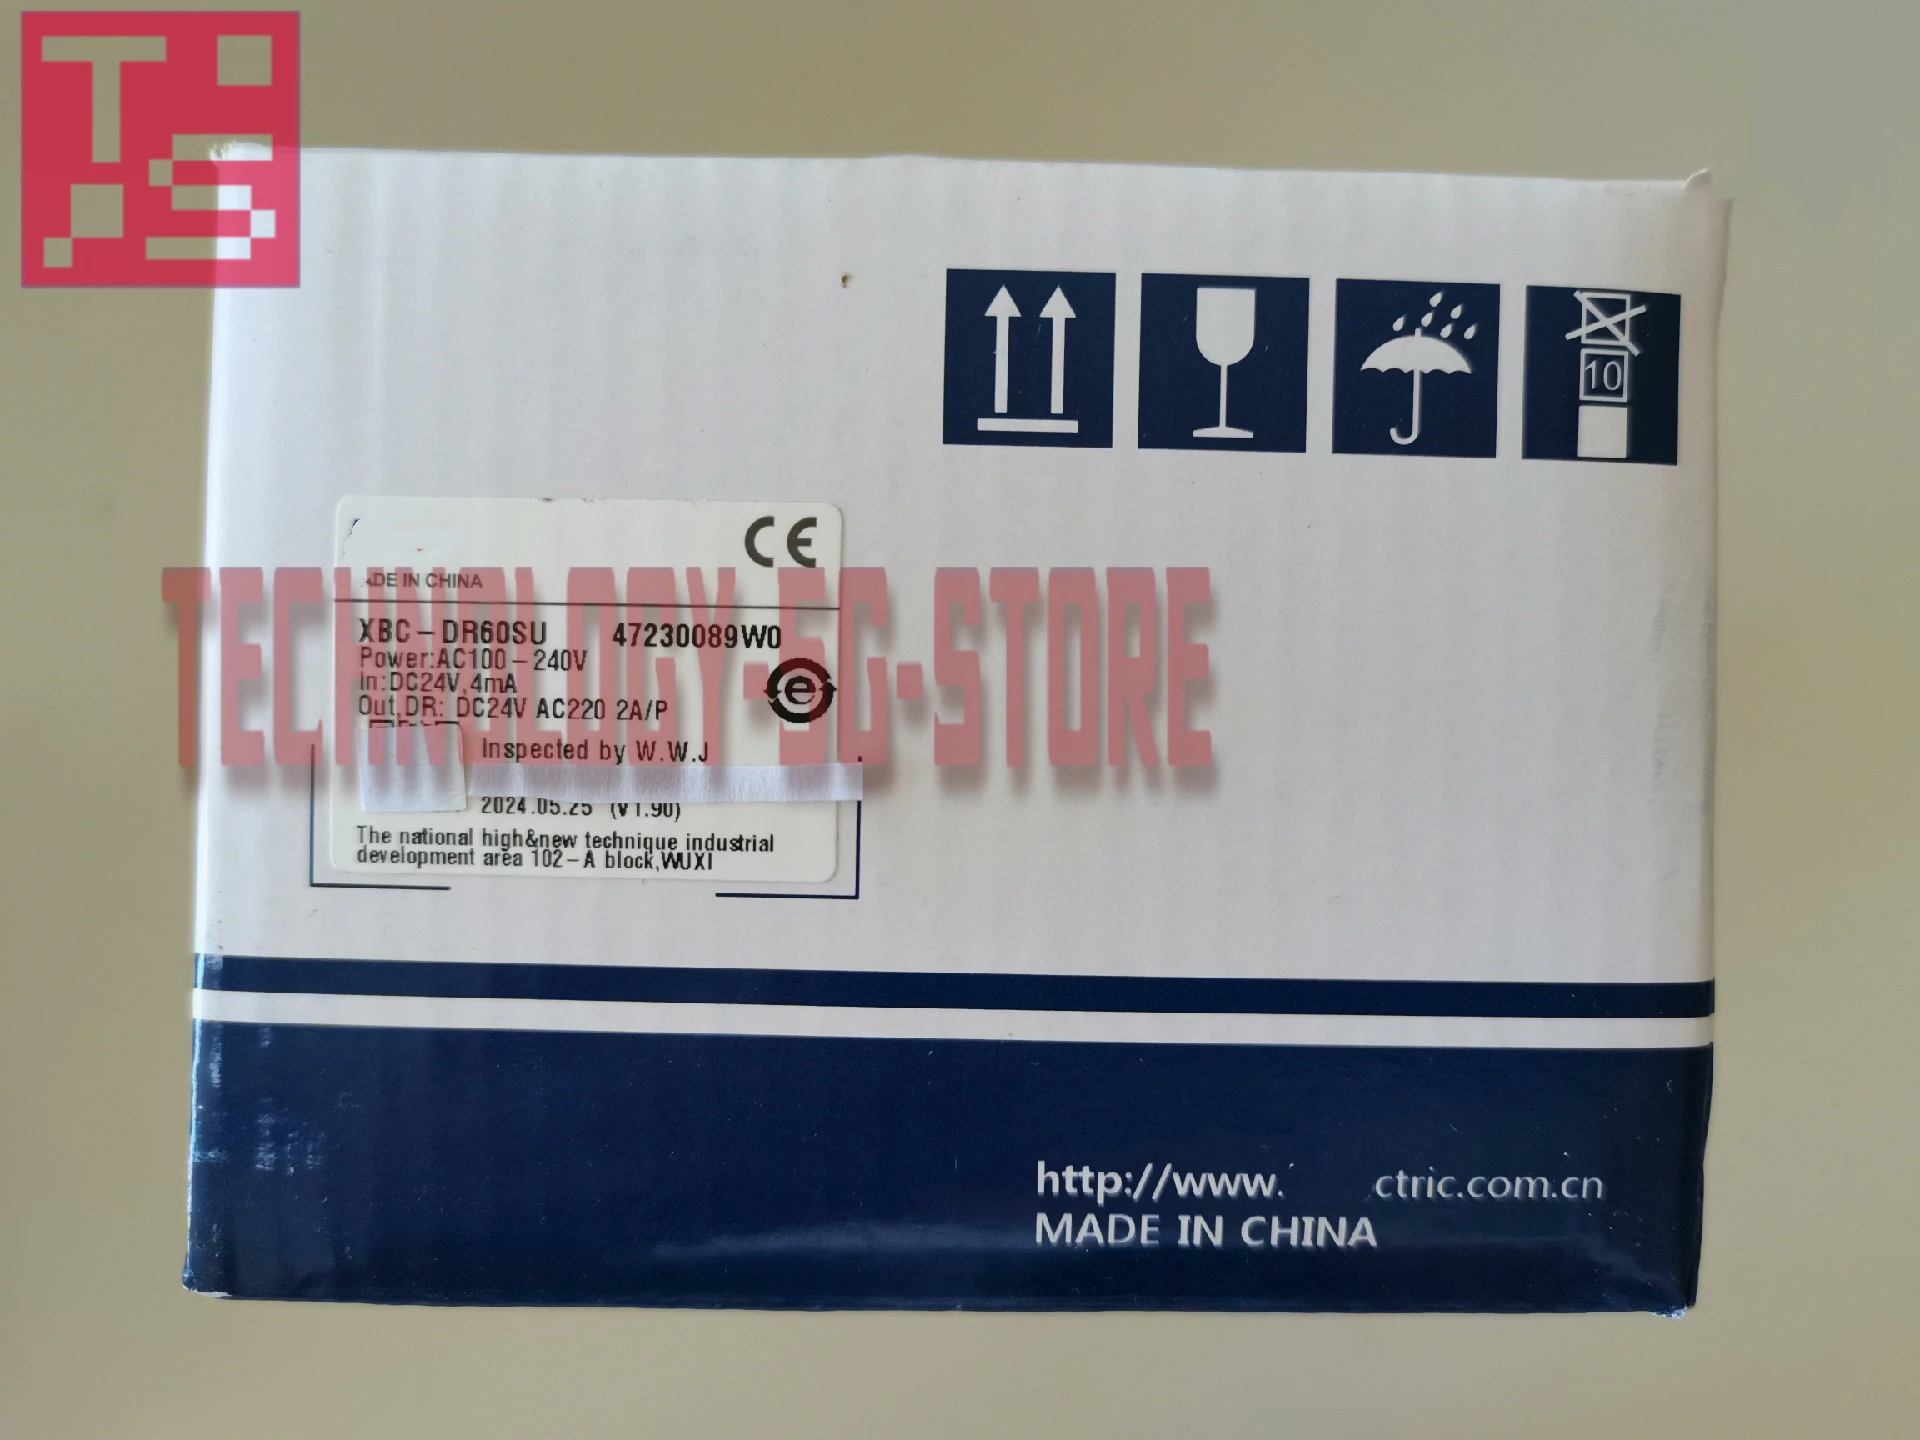 T
S
10
CE
ADE IN CHINA
XBC-DR60SU 47230089W0
Power:AC100-240V
In:DC24V,4mA
Out,DR: DC24V AC220 2A/P
e
Inspected by W.W.J
2024.05.25 (V1.90)
The national high&new technique industrial
development area 102-A block,WUXI
TECHNOLOGY-5G-STORE
http://www. ctric.com.cn
MADE IN CHINA